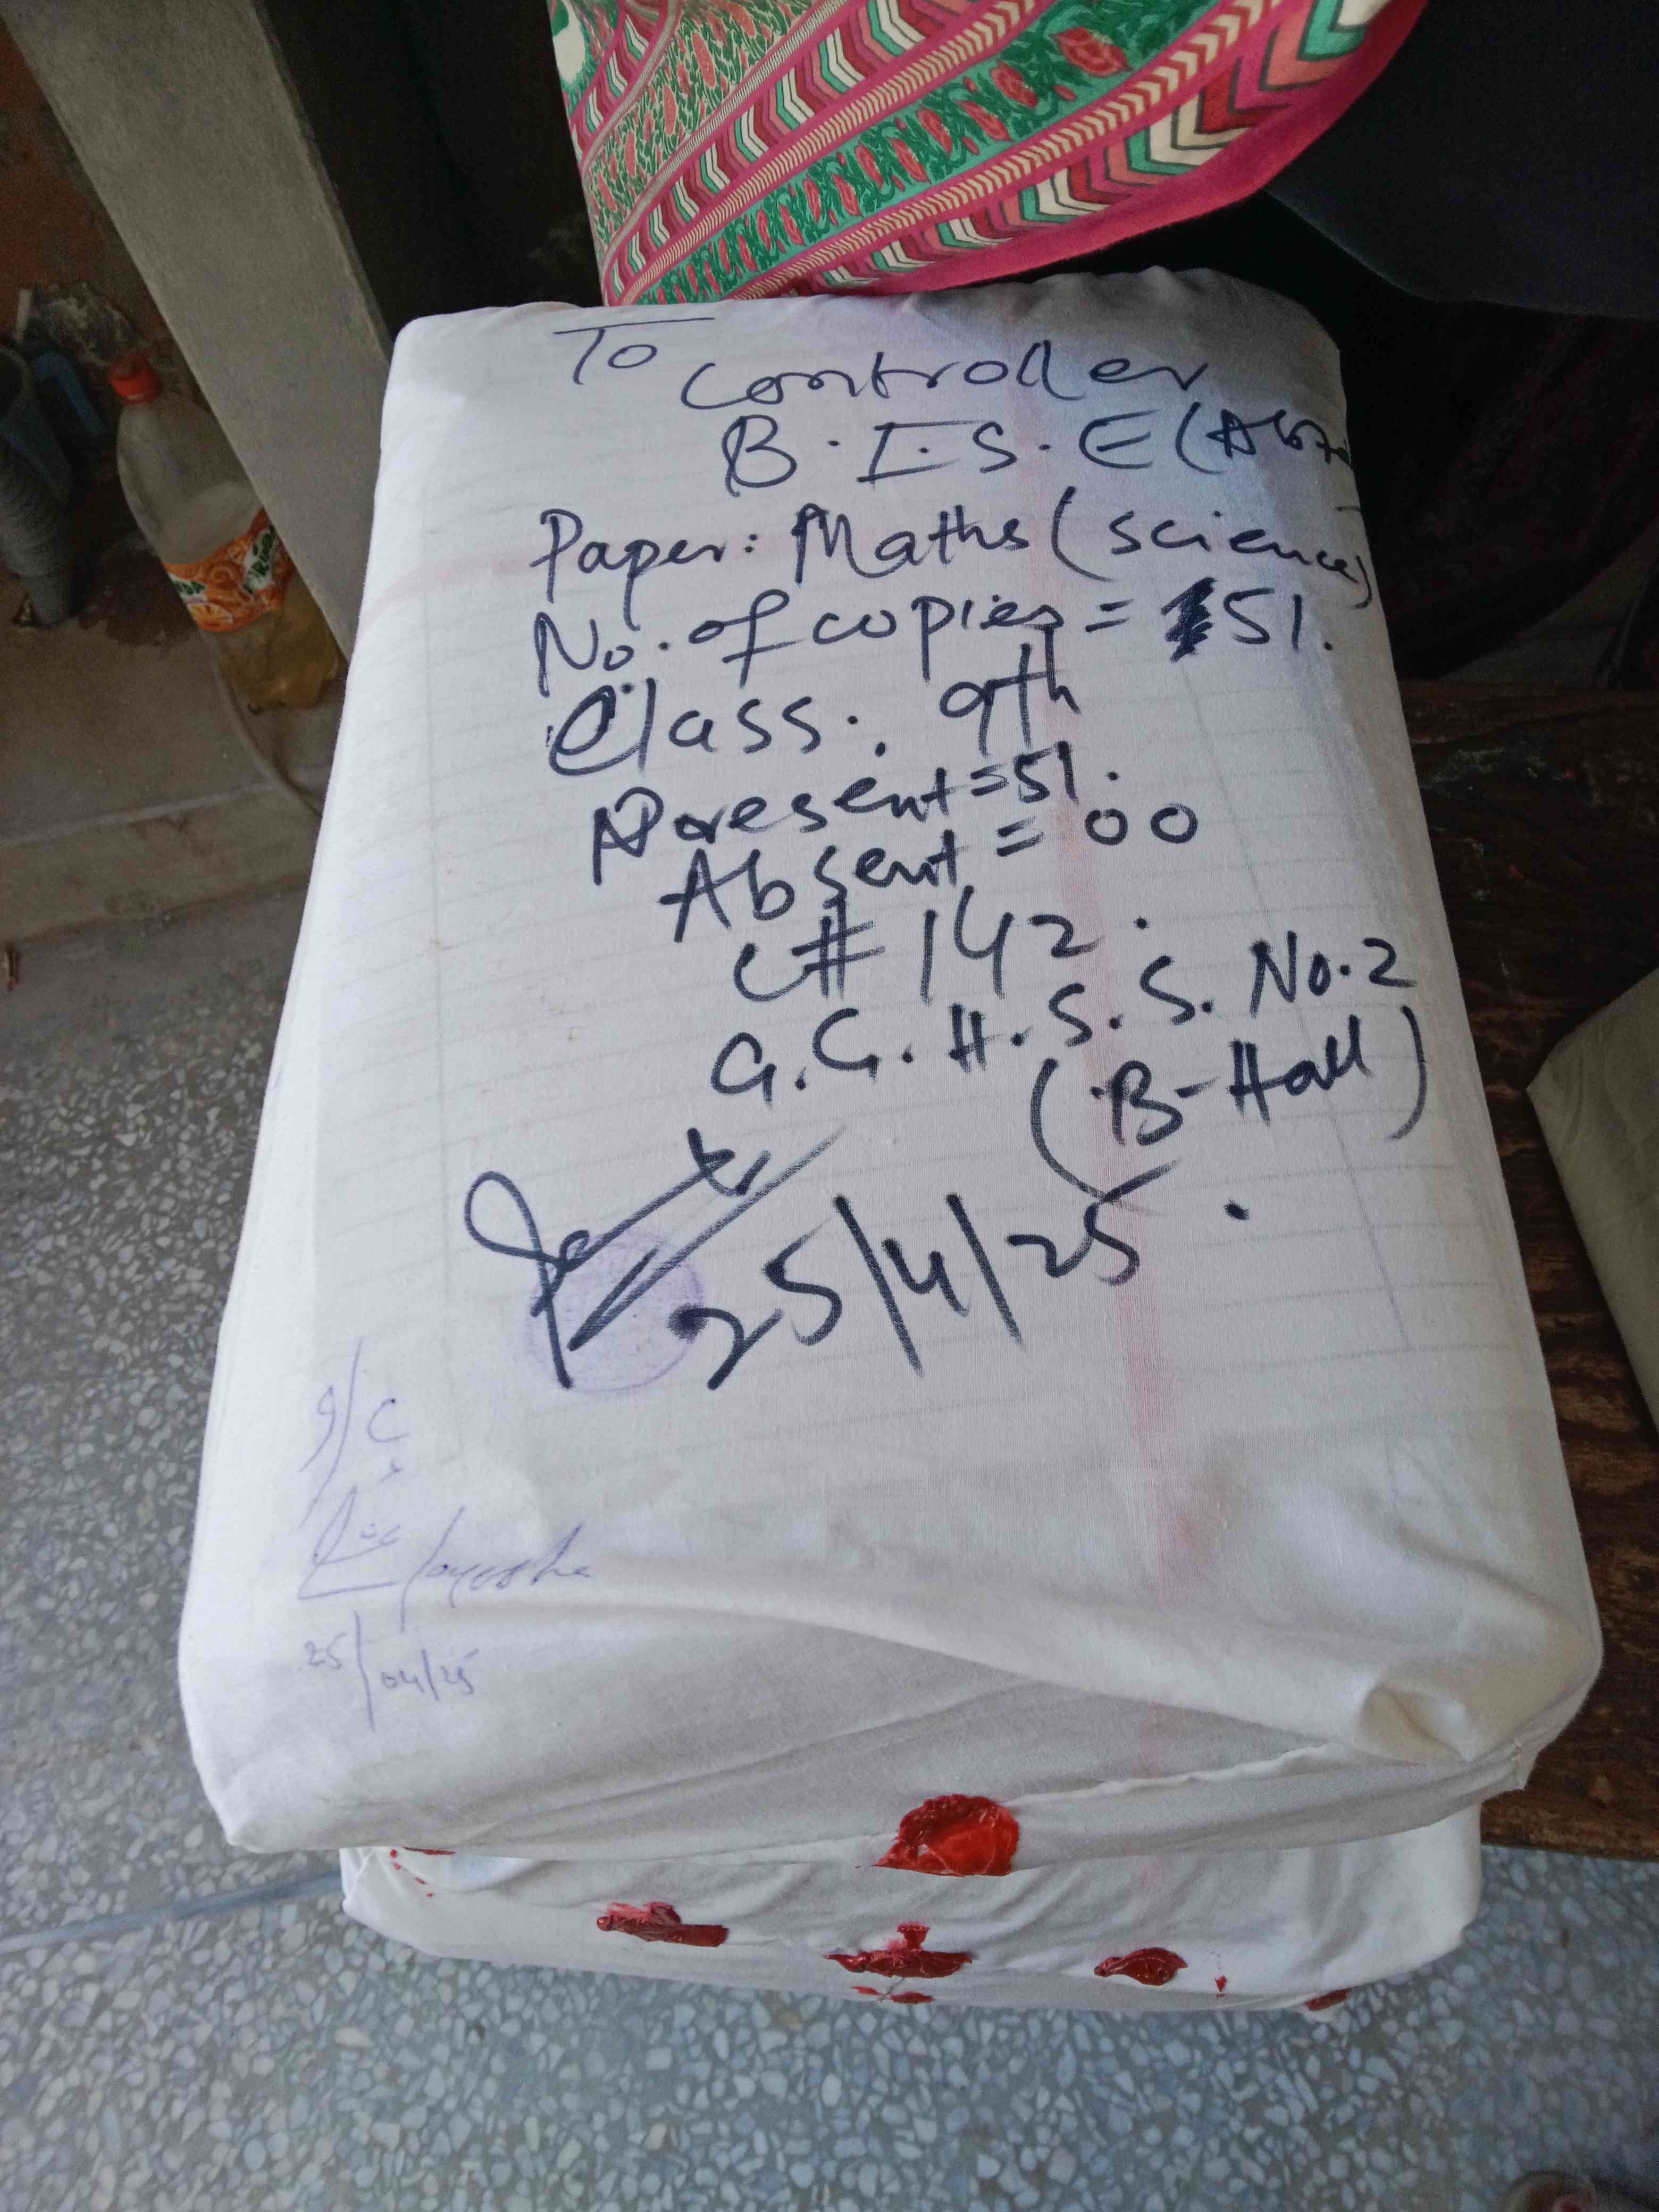 To
Controller
B.I.S.E (
Paper: Maths (Science)
No. of copies = 51.
Class: 9th
Present = 51.
Absent = 00
C# 142.
G.G.H.S.S. No.2
(B-Hall)
25/4/25.
ayesha
25/04/25